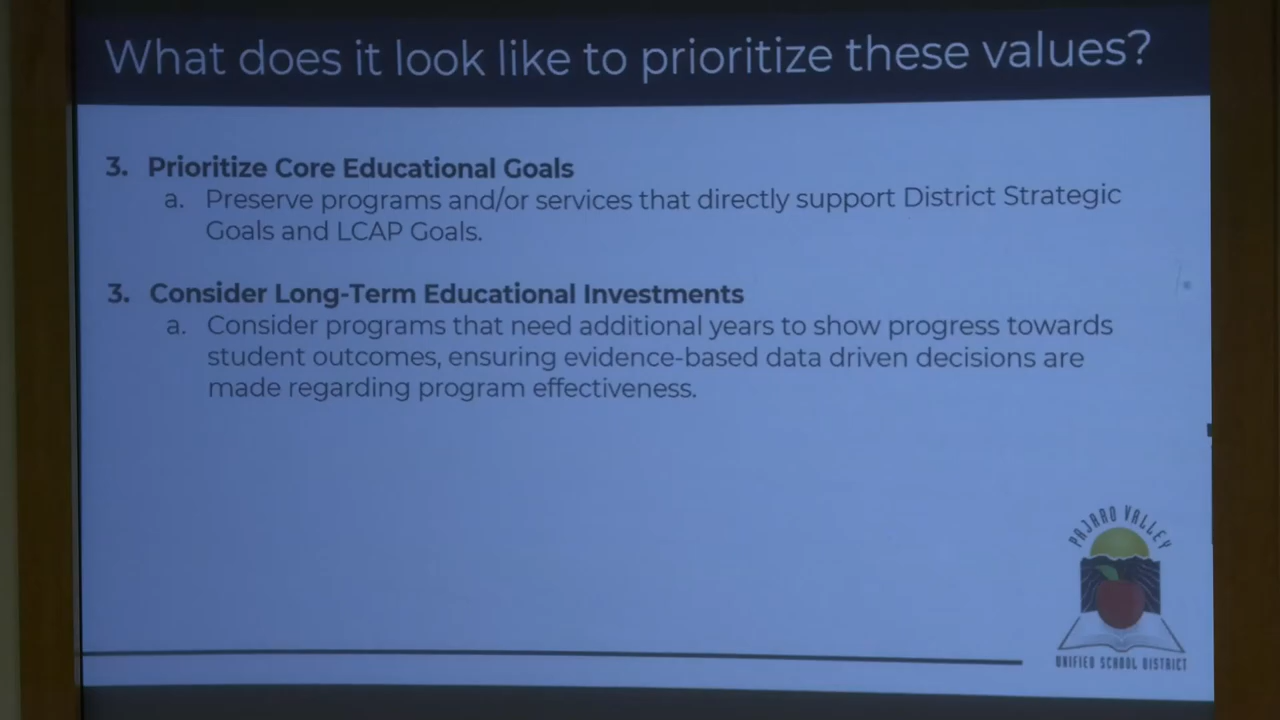 What does it look like to prioritize these values?
3. Prioritize Core Educational Goals
a. Preserve programs and/or services that directly support District Strategic
Goals and LCAP Goals.
3. Consider Long-Term Educational Investments
a. Consider programs that need additional years to show progress towards
student outcomes, ensuring evidence-based data driven decisions are
made regarding program effectiveness.
PAJARO VALLEY
UNIFIED SCHOOL DISTRICT